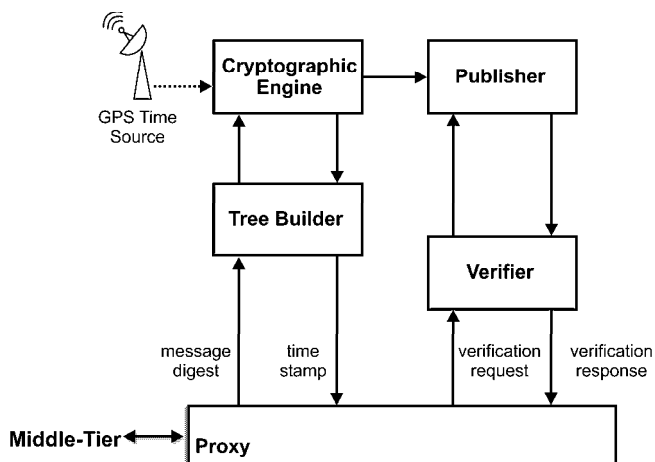 Cryptographic
Engine
Publisher
GPS Time
Source
Tree Builder
Verifier
message
digest
time
stamp
verification
request
verification
response
Middle-Tier
Proxy